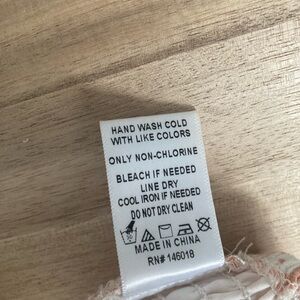 HAND WASH COLD
WITH LIKE COLORS
ONLY NON-CHLORINE
BLEACH IF NEEDED
LINE DRY
COOL IRON IF NEEDED
DO NOT DRY CLEAN
MADE IN CHINA
RN# 146018